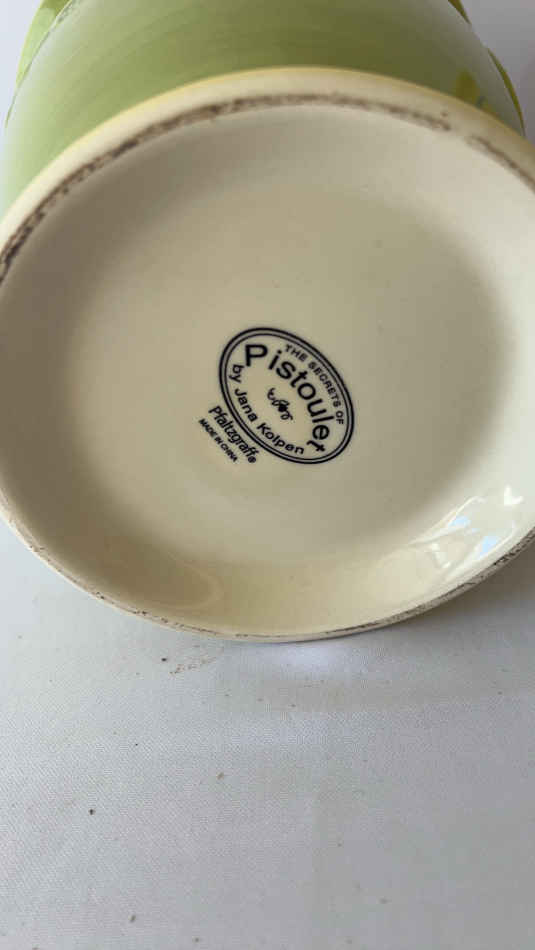 THE SECRETS OF
Pistoulet
by Jana Kolpen
Pfaltzgraff®
MADE IN CHINA